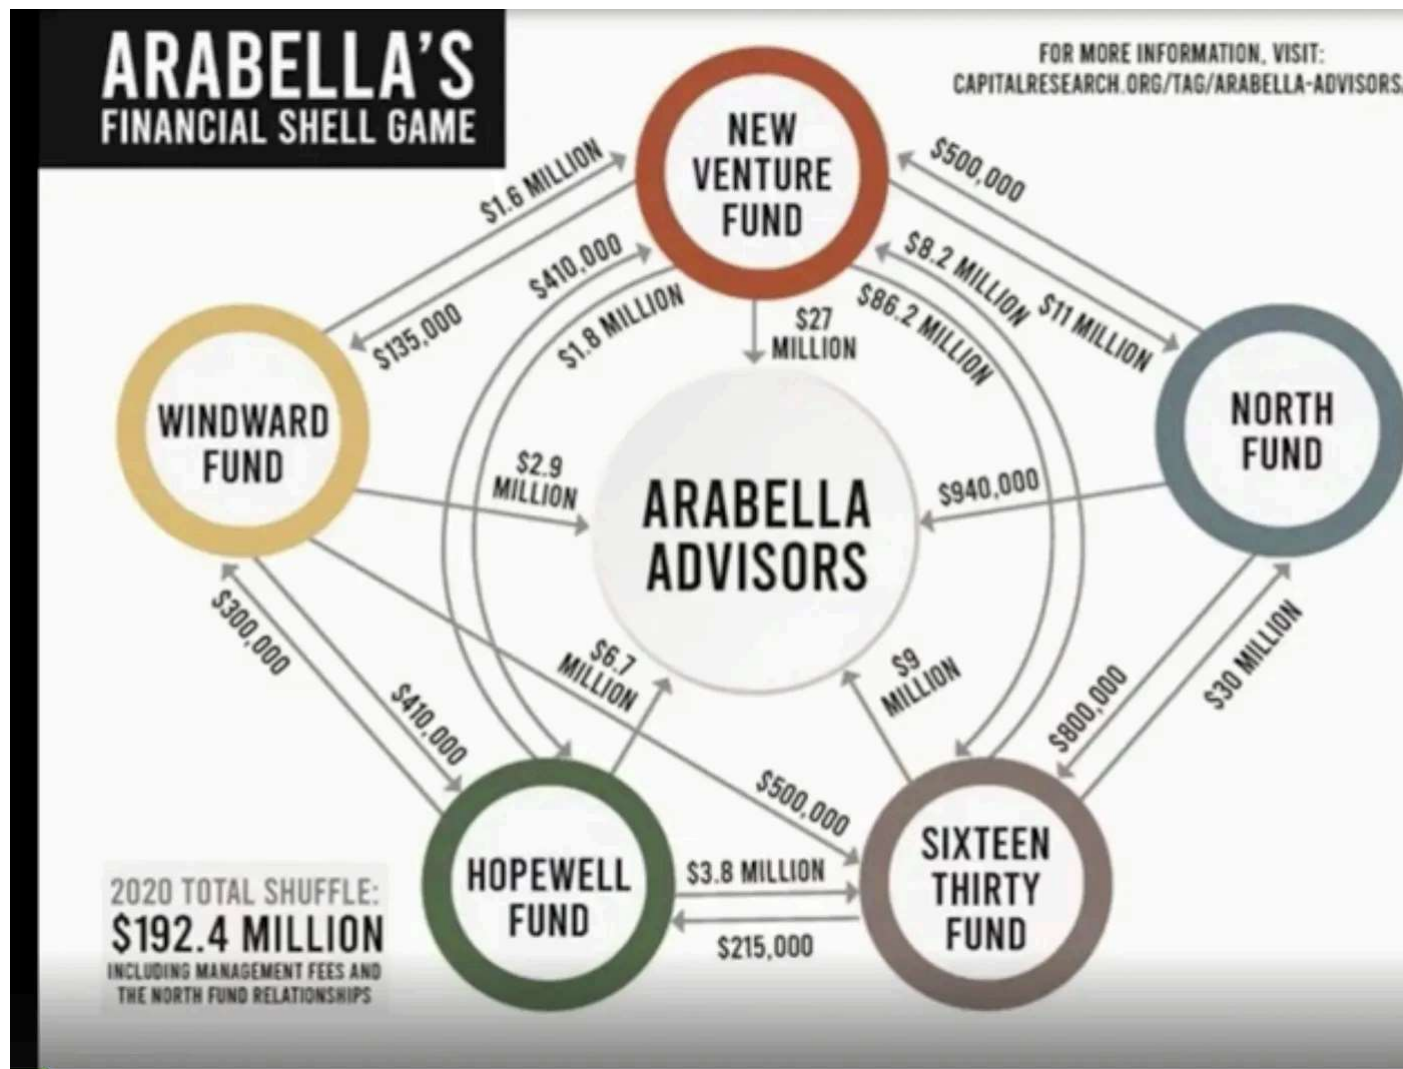 ARABELLA'S
FINANCIAL SHELL GAME
FOR MORE INFORMATION, VISIT:
CAPITALRESEARCH.ORG/TAG/ARABELLA-ADVISORS
NEW
VENTURE
FUND
$1.6 MILLION
$135,000
$410,000
$1.8 MILLION
$27
MILLION
$500,000
$8.2 MILLION
$11 MILLION
$86.2 MILLION
WINDWARD
FUND
NORTH
FUND
$2.9
MILLION
ARABELLA
ADVISORS
$940,000
$300,000
$410,000
$6.7
MILLION
$9
MILLION
$800,000
$30 MILLION
$500,000
HOPEWELL
FUND
$3.8 MILLION
$215,000
SIXTEEN
THIRTY
FUND
2020 TOTAL SHUFFLE:
$192.4 MILLION
INCLUDING MANAGEMENT FEES AND
THE NORTH FUND RELATIONSHIPS